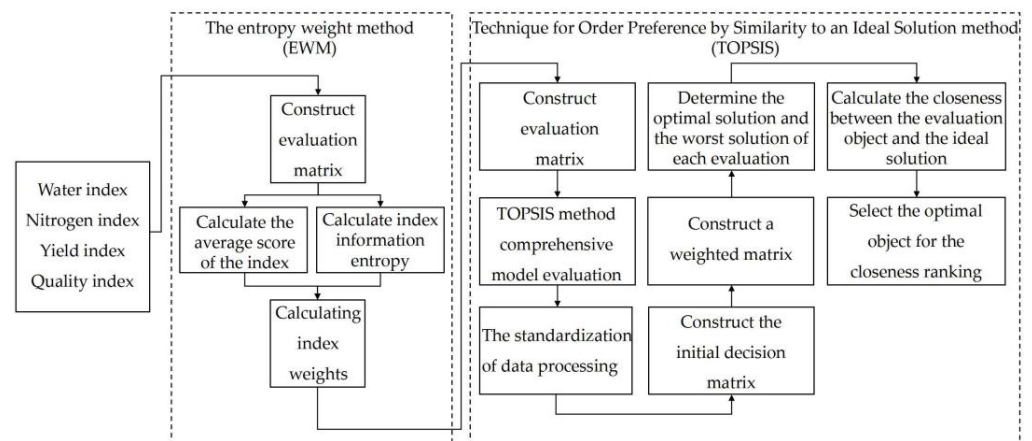 The entropy weight method
(EWM)
Technique for Order Preference by Similarity to an Ideal Solution method
(TOPSIS)
Water index
Nitrogen index
Yield index
Quality index
Construct
evaluation
matrix
Calculate the
average score
of the index
Calculate index
information
entropy
Calculating
index
weights
Construct
evaluation
matrix
TOPSIS method
comprehensive
model evaluation
The standardization
of data processing
Construct the
initial decision
matrix
Construct a
weighted matrix
Determine the
optimal solution and
the worst solution of
each evaluation
Calculate the closeness
between the evaluation
object and the ideal
solution
Select the optimal
object for the
closeness ranking